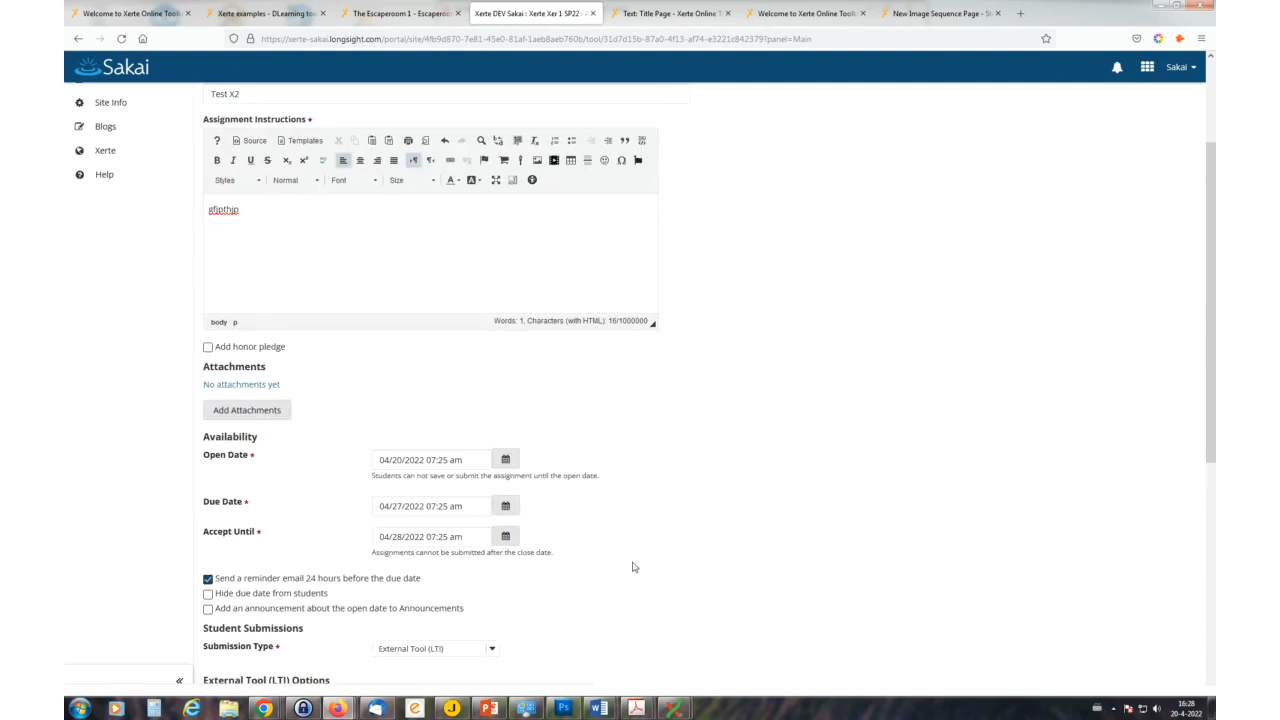 Welcome to Xerte Online Toolk
Xerte examples - DLearning too
The Escaperoom 1 - Escaperoo
Xerte DEV Sakai : Xerte Xer 1 SP22 : A
Text: Title Page - Xerte Online T
Welcome to Xerte Online Toolk
New Image Sequence Page - St
https://xerte-sakai.longsight.com/portal/site/4fb9d870-7e81-45e0-81af-1aeb8aeb760b/tool/31d7d15b-87a0-4f13-af74-e3221c842379?panel=Main
Sakai
Sakai
Site Info
Blogs
Xerte
Help
Test X2
Assignment Instructions *
? Source Templates
B I U S X₂ X²
Styles Normal Font Size
gfjpthjp
body p
Words: 1, Characters (with HTML): 16/1000000
Add honor pledge
Attachments
No attachments yet
Add Attachments
Availability
Open Date *
04/20/2022 07:25 am
Students can not save or submit the assignment until the open date.
Due Date *
04/27/2022 07:25 am
Accept Until *
04/28/2022 07:25 am
Assignments cannot be submitted after the close date.
Send a reminder email 24 hours before the due date
Hide due date from students
Add an announcement about the open date to Announcements
Student Submissions
Submission Type *
External Tool (LTI)
External Tool (LTI) Options
16:28
20-4-2022